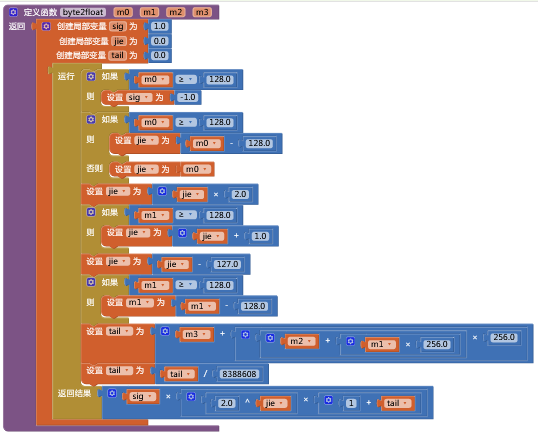 定义函数 byte2float m0 m1 m2 m3
返回 创建局部变量 sig 为 1.0
创建局部变量 jie 为 0.0
创建局部变量 tail 为 0.0
运行 如果 m0 ≥ 128.0
则 设置 sig 为 -1.0
如果 m0 ≥ 128.0
则 设置 jie 为 m0 - 128.0
否则 设置 jie 为 m0
设置 jie 为 jie × 2.0
如果 m1 ≥ 128.0
则 设置 jie 为 jie + 1.0
设置 jie 为 jie - 127.0
如果 m1 ≥ 128.0
则 设置 m1 为 m1 - 128.0
设置 tail 为 m3 + m2 + m1 × 256.0 × 256.0
设置 tail 为 tail / 8388608
返回结果 sig × 2.0 ^ jie × 1 + tail